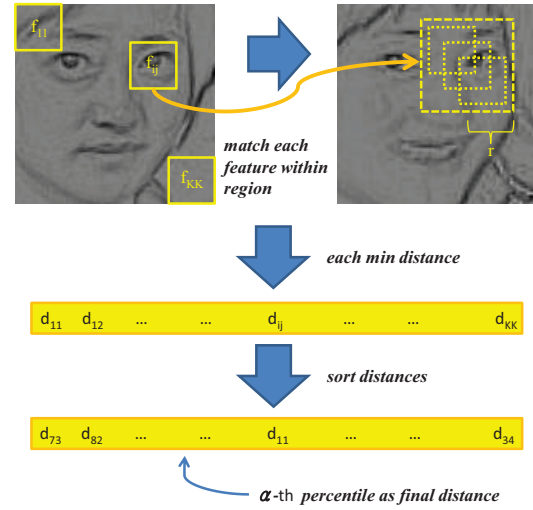 f11
fij
fKK
r
match each
feature within
region
each min distance
d11 d12 ... ... dij ... ... dKK
sort distances
d73 d82 ... ... d11 ... ... d34
α-th percentile as final distance